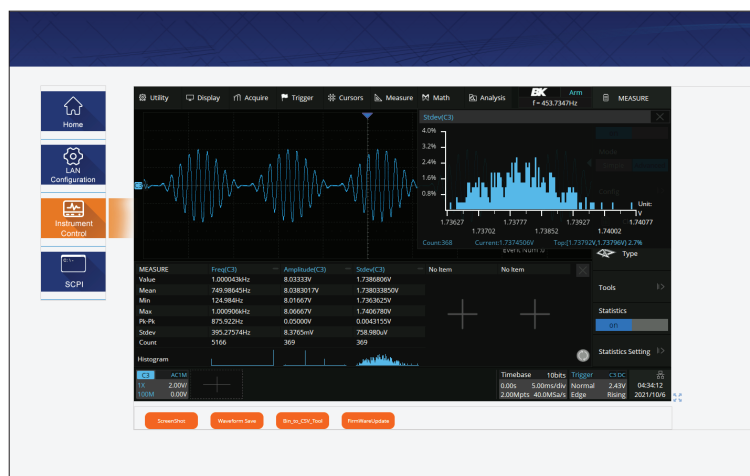 Home
LAN
Configuration
Instrument
Control
SCPI
Utility Display Acquire Trigger Cursors Measure Math Analysis BK Arm MEASURE
f = 453.7347Hz
Stdev(C3)
4.0%
3.2%
2.4%
1.6%
0.8%
Unit:
V
1.73627 1.73777 1.73927 1.74077
1.73702 1.73852 1.74002
Count:368 Current:1.7374506V Top:[1.73792V,1.73796V) 2.7%
C3
Type
MEASURE Freq(C3) Amplitude(C3) Stdev(C3) No Item No Item
Value 1.000043kHz 8.03333V 1.7386806V
Mean 749.98645Hz 8.0383017V 1.738033850V
Min 124.984Hz 8.01667V 1.7363625V
Max 1.000906kHz 8.06667V 1.7406780V
Pk-Pk 875.922Hz 0.05000V 0.0043155V
Stdev 395.27574Hz 8.3765mV 758.980uV
Count 5166 369 369
Histogram
Tools
Statistics
on
Statistics Setting
C3 AC1M
1X 2.00V/
100M 0.00V
Timebase 10bits Trigger C3 DC
0.00s 5.00ms/div Normal 2.43V 04:34:12
2.00Mpts 40.0MSa/s Edge Rising 2021/10/6
ScreenShot Waveform Save Bin_to_CSV_Tool FirmWareUpdate